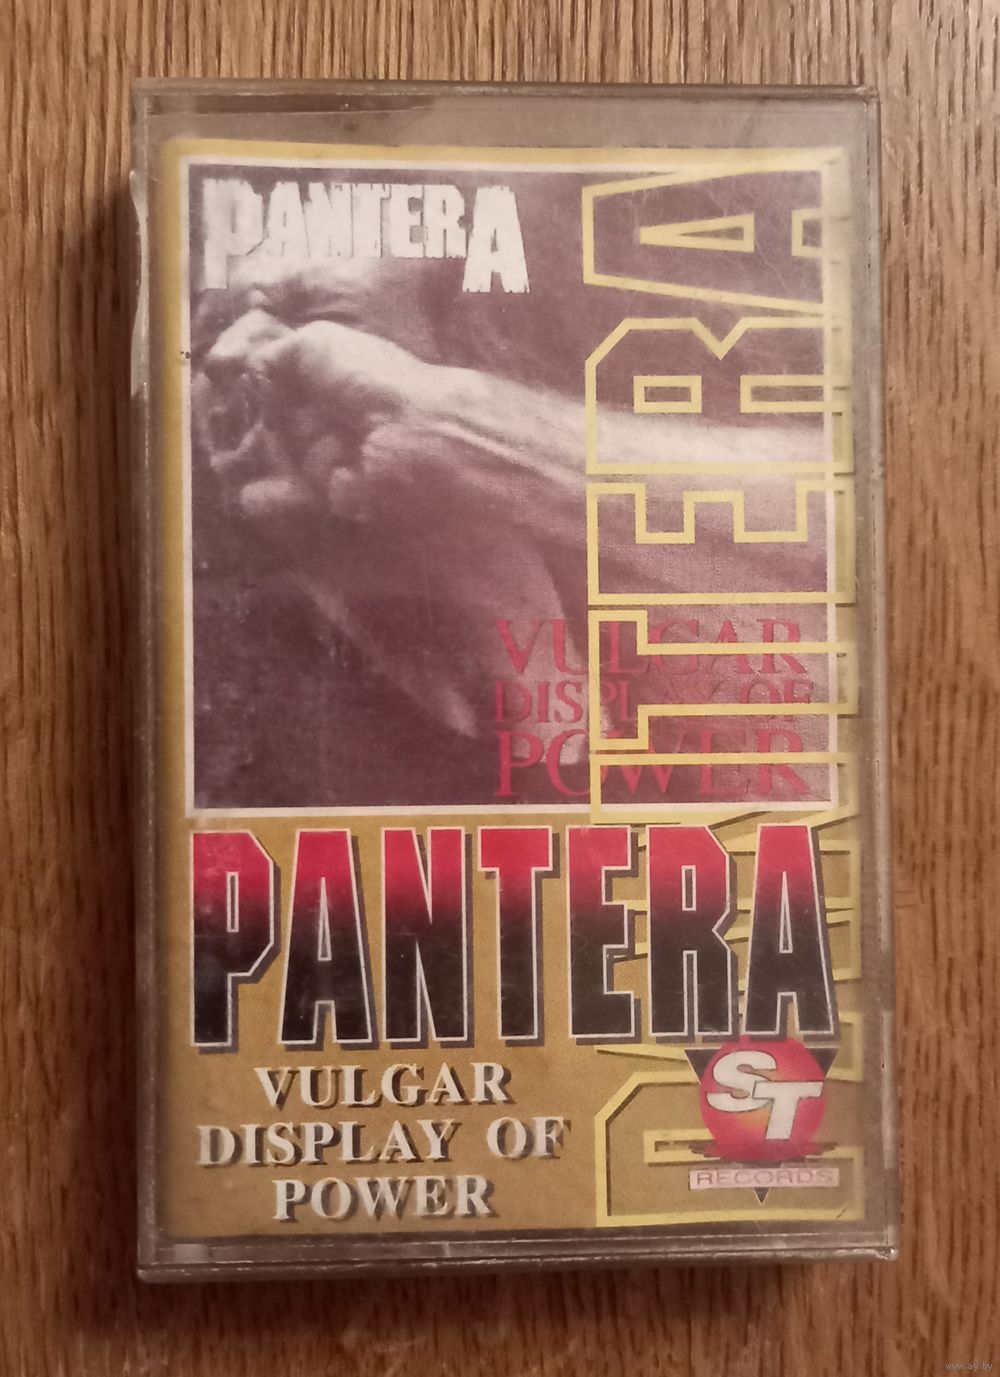 PANTERA
VULGAR
DISPLAY OF
POWER
PANTERA
PANTERA
VULGAR
DISPLAY OF
POWER
ST
RECORDS
www.ay.by